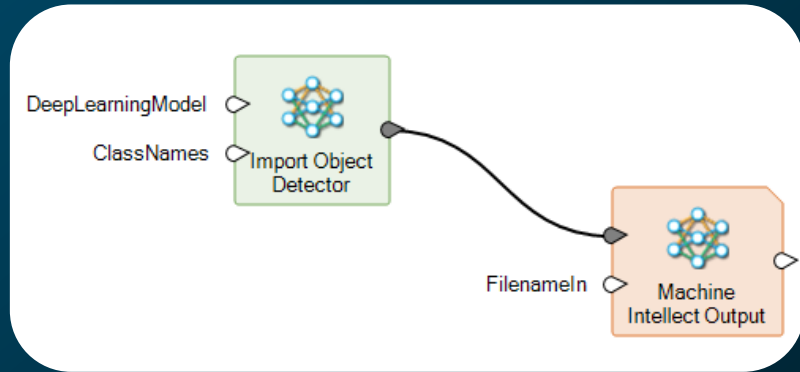 DeepLearningModel
ClassNames
Import Object
Detector
FilenameIn
Machine
Intellect Output